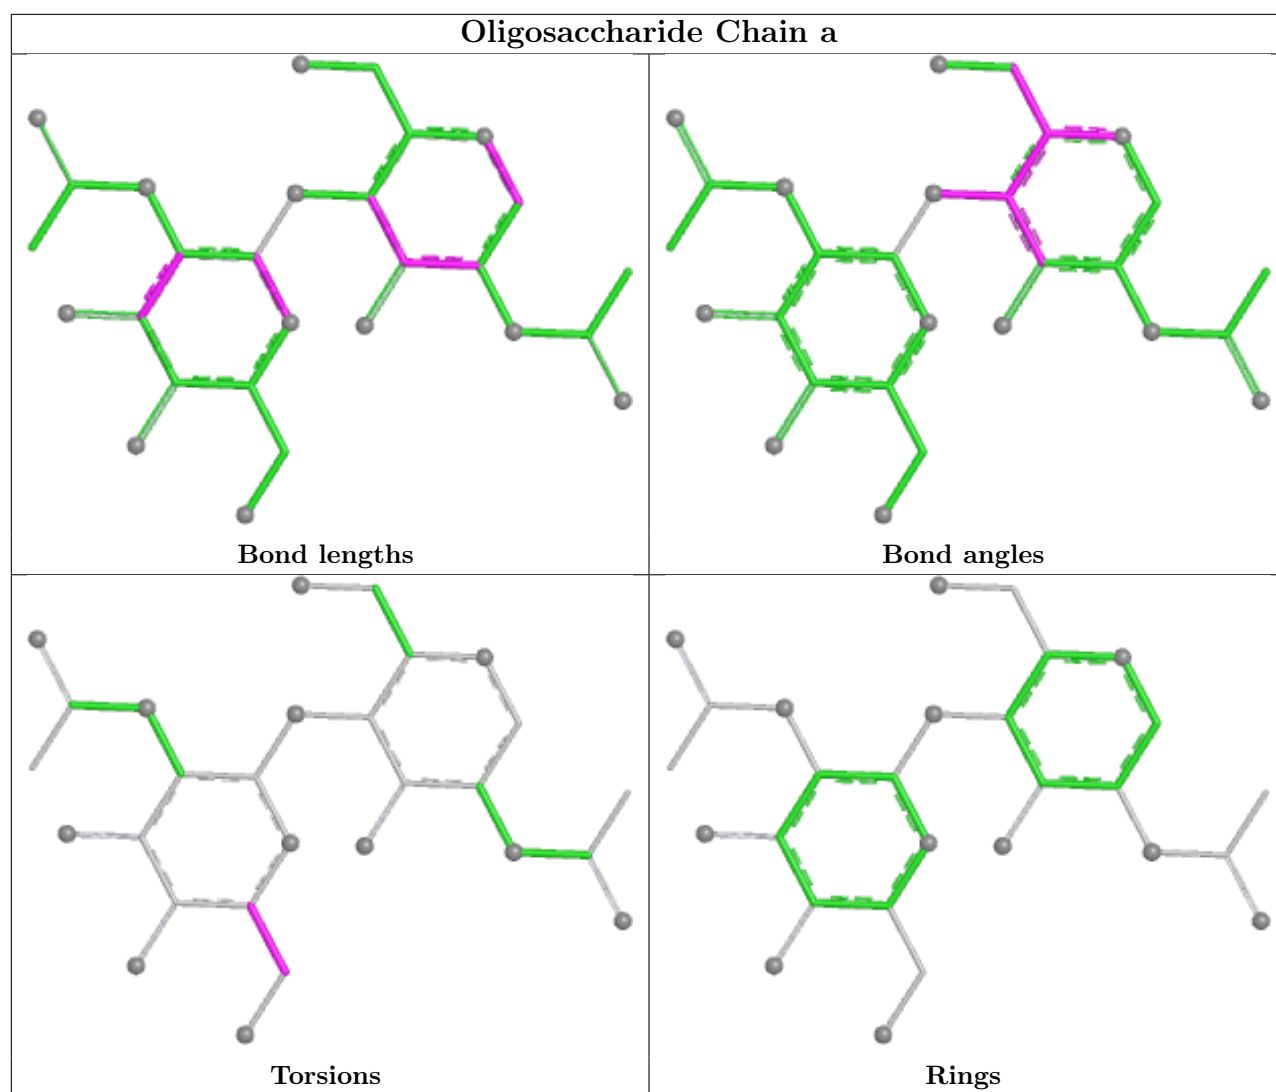 Oligosaccharide Chain a
Bond lengths
Bond angles
Torsions
Rings